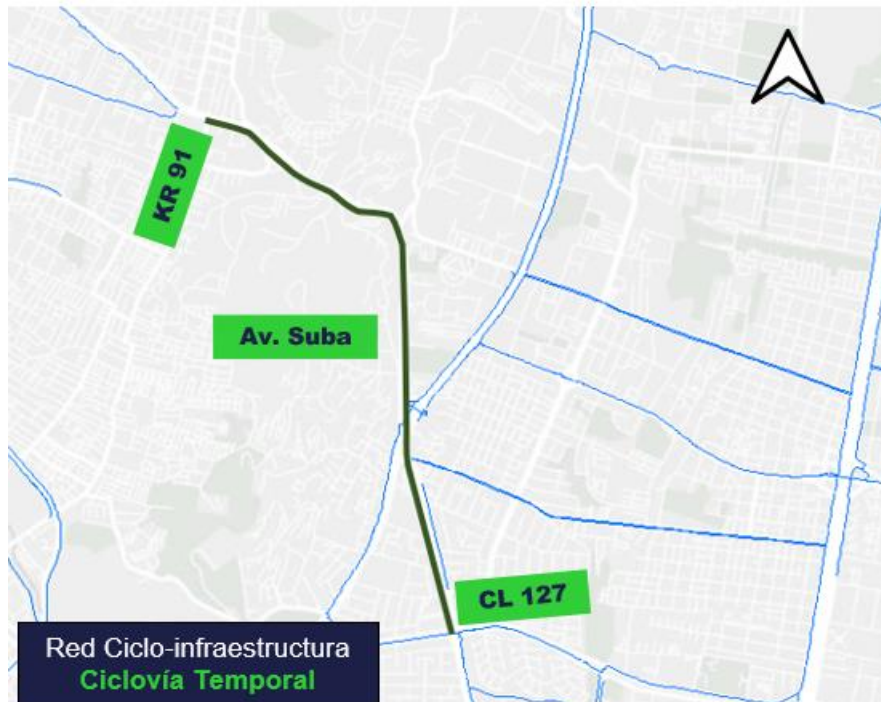 KR 91
Av. Suba
CL 127
Red Ciclo-infraestructura
Ciclovía Temporal